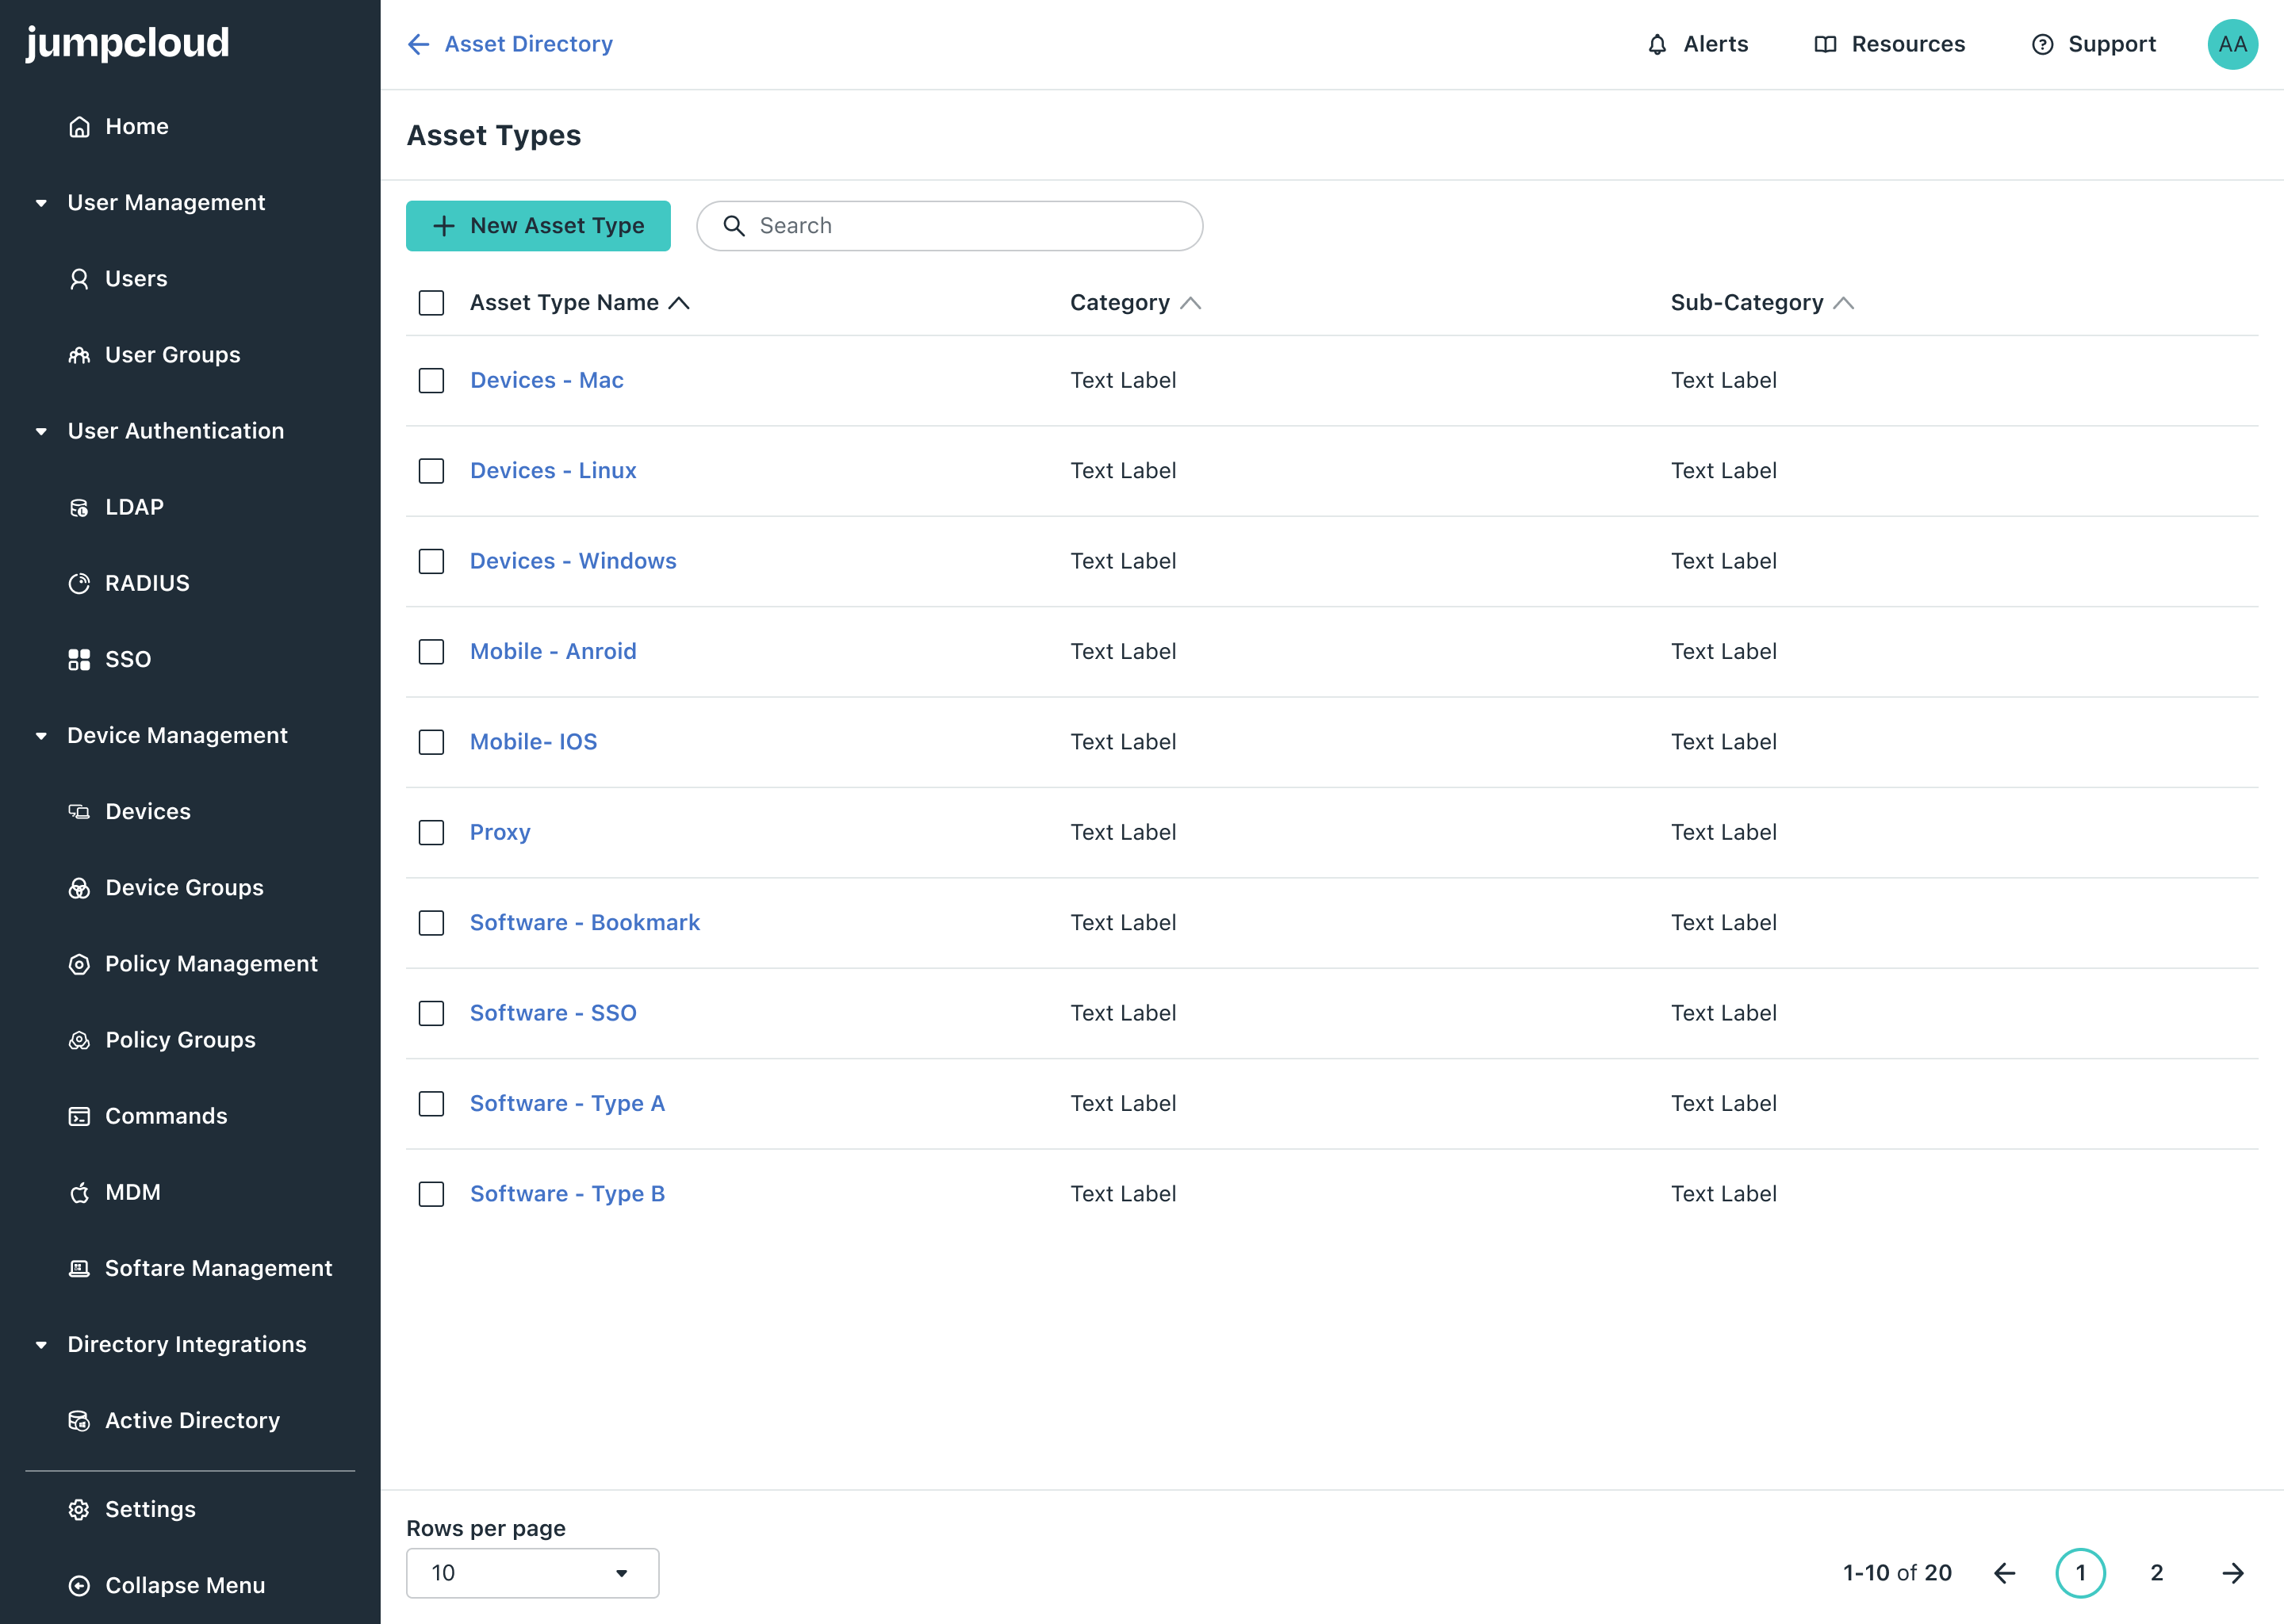 jumpcloud
Home
User Management
Users
User Groups
User Authentication
LDAP
RADIUS
SSO
Device Management
Devices
Device Groups
Policy Management
Policy Groups
Commands
MDM
Softare Management
Directory Integrations
Active Directory
Settings
Collapse Menu
Asset Directory
Alerts
Resources
Support
AA
Asset Types
New Asset Type
Search
Asset Type Name Category Sub-Category
Devices - Mac Text Label Text Label
Devices - Linux Text Label Text Label
Devices - Windows Text Label Text Label
Mobile - Anroid Text Label Text Label
Mobile- IOS Text Label Text Label
Proxy Text Label Text Label
Software - Bookmark Text Label Text Label
Software - SSO Text Label Text Label
Software - Type A Text Label Text Label
Software - Type B Text Label Text Label
Rows per page
10
1-10 of 20 1 2